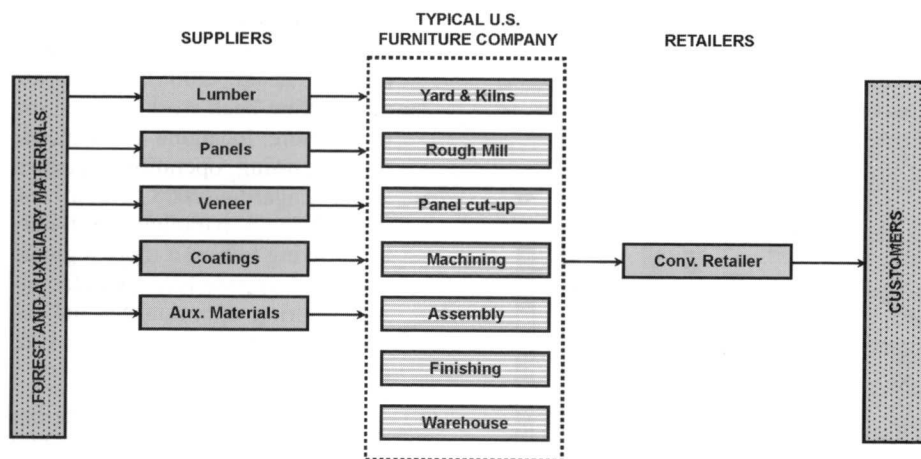 SUPPLIERS
TYPICAL U.S.
FURNITURE COMPANY
RETAILERS
FOREST AND AUXILIARY MATERIALS
Lumber
Panels
Veneer
Coatings
Aux. Materials
Yard & Kilns
Rough Mill
Panel cut-up
Machining
Assembly
Finishing
Warehouse
Conv. Retailer
CUSTOMERS